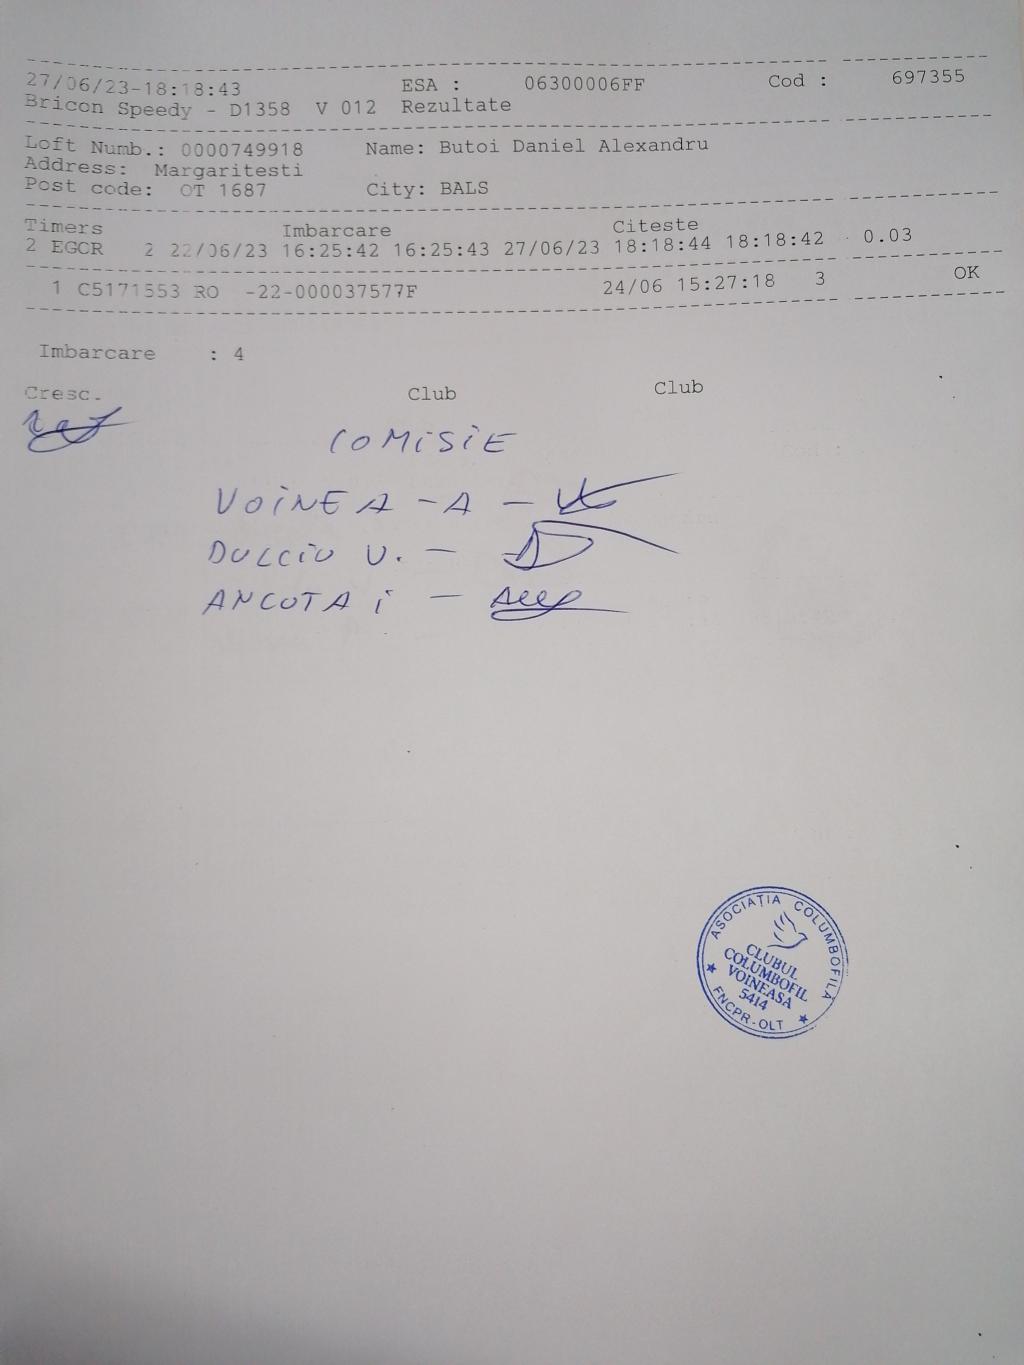 27/06/23-18:18:43 ESA : 06300006FF Cod : 697355
Bricon Speedy - D1358 V 012 Rezultate
Loft Numb.: 0000749918 Name: Butoi Daniel Alexandru
Address: Margaritesti
Post code: OT 1687 City: BALS
Timers Imbarcare Citeste
2 EGCR 2 22/06/23 16:25:42 16:25:43 27/06/23 18:18:44 18:18:42 0.03
1 C5171553 RO -22-000037577F 24/06 15:27:18 3 OK
Imbarcare : 4
Cresc. Club Club
COMISIE
VOINEA - A -
DULCIU V. -
ANCUTA I -
ASOCIAȚIA COLUMBOFILĂ
CLUBUL
COLUMBOFIL
VOINEASA
5414
FNCPR-OLT